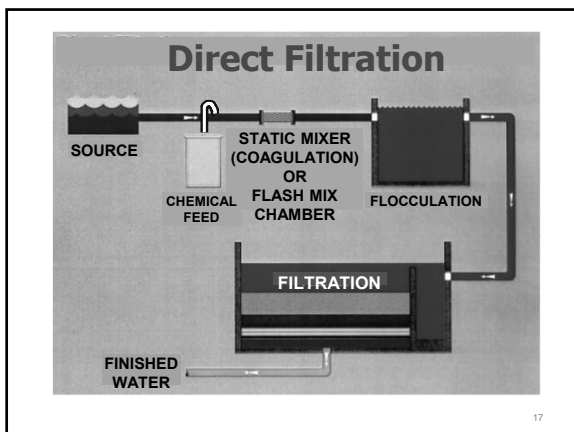 Direct Filtration
SOURCE
CHEMICAL
FEED
STATIC MIXER
(COAGULATION)
OR
FLASH MIX
CHAMBER
FLOCCULATION
FILTRATION
FINISHED
WATER
17